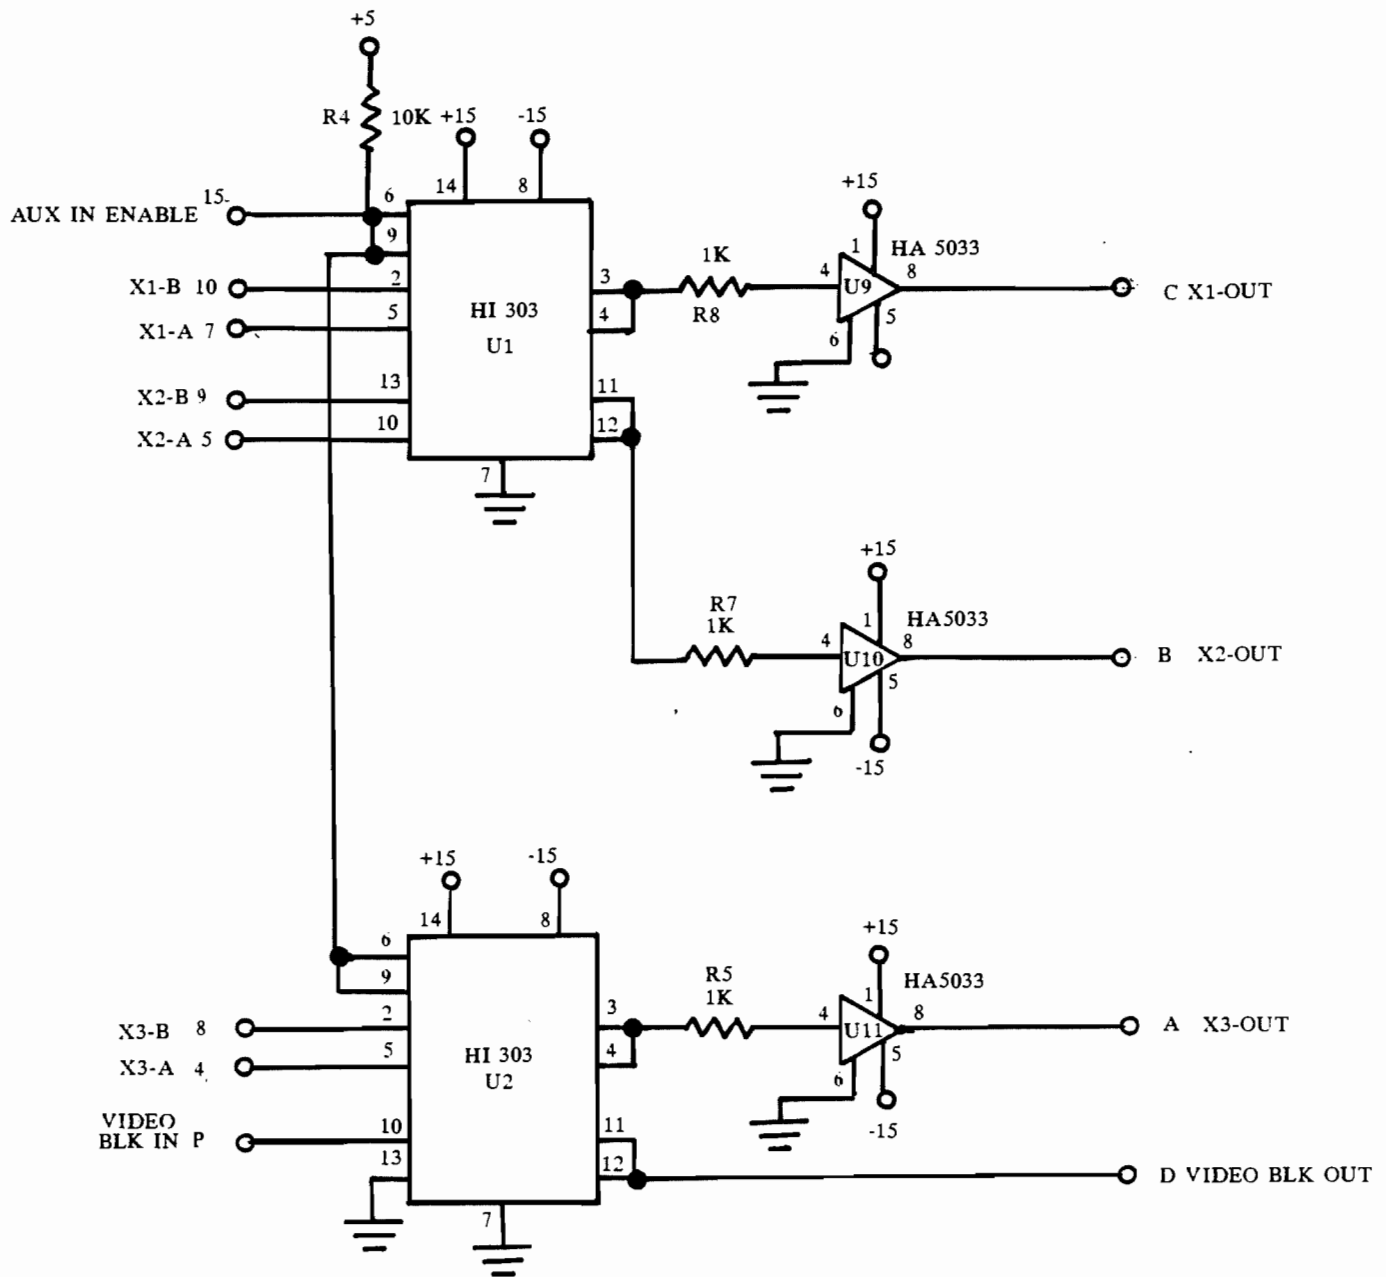 +5
R4 10K +15 -15
AUX IN ENABLE 15
6 14 8
9
X1-B 10 2
X1-A 7 5
HI 303
U1
X2-B 9 13
X2-A 5 10
3
4
11
12
7
1K
R8
+15
HA 5033
1
4 U9 8
5
6
C X1-OUT
R7
1K
+15
HA5033
1
4 U10 8
5
6
-15
B X2-OUT
+15 -15
14 8
6
9
X3-B 8 2
X3-A 4 5
HI 303
U2
VIDEO
BLK IN P 10
13
3
4
11
12
7
R5
1K
+15
HA5033
1
4 U11 8
5
6
-15
A X3-OUT
D VIDEO BLK OUT